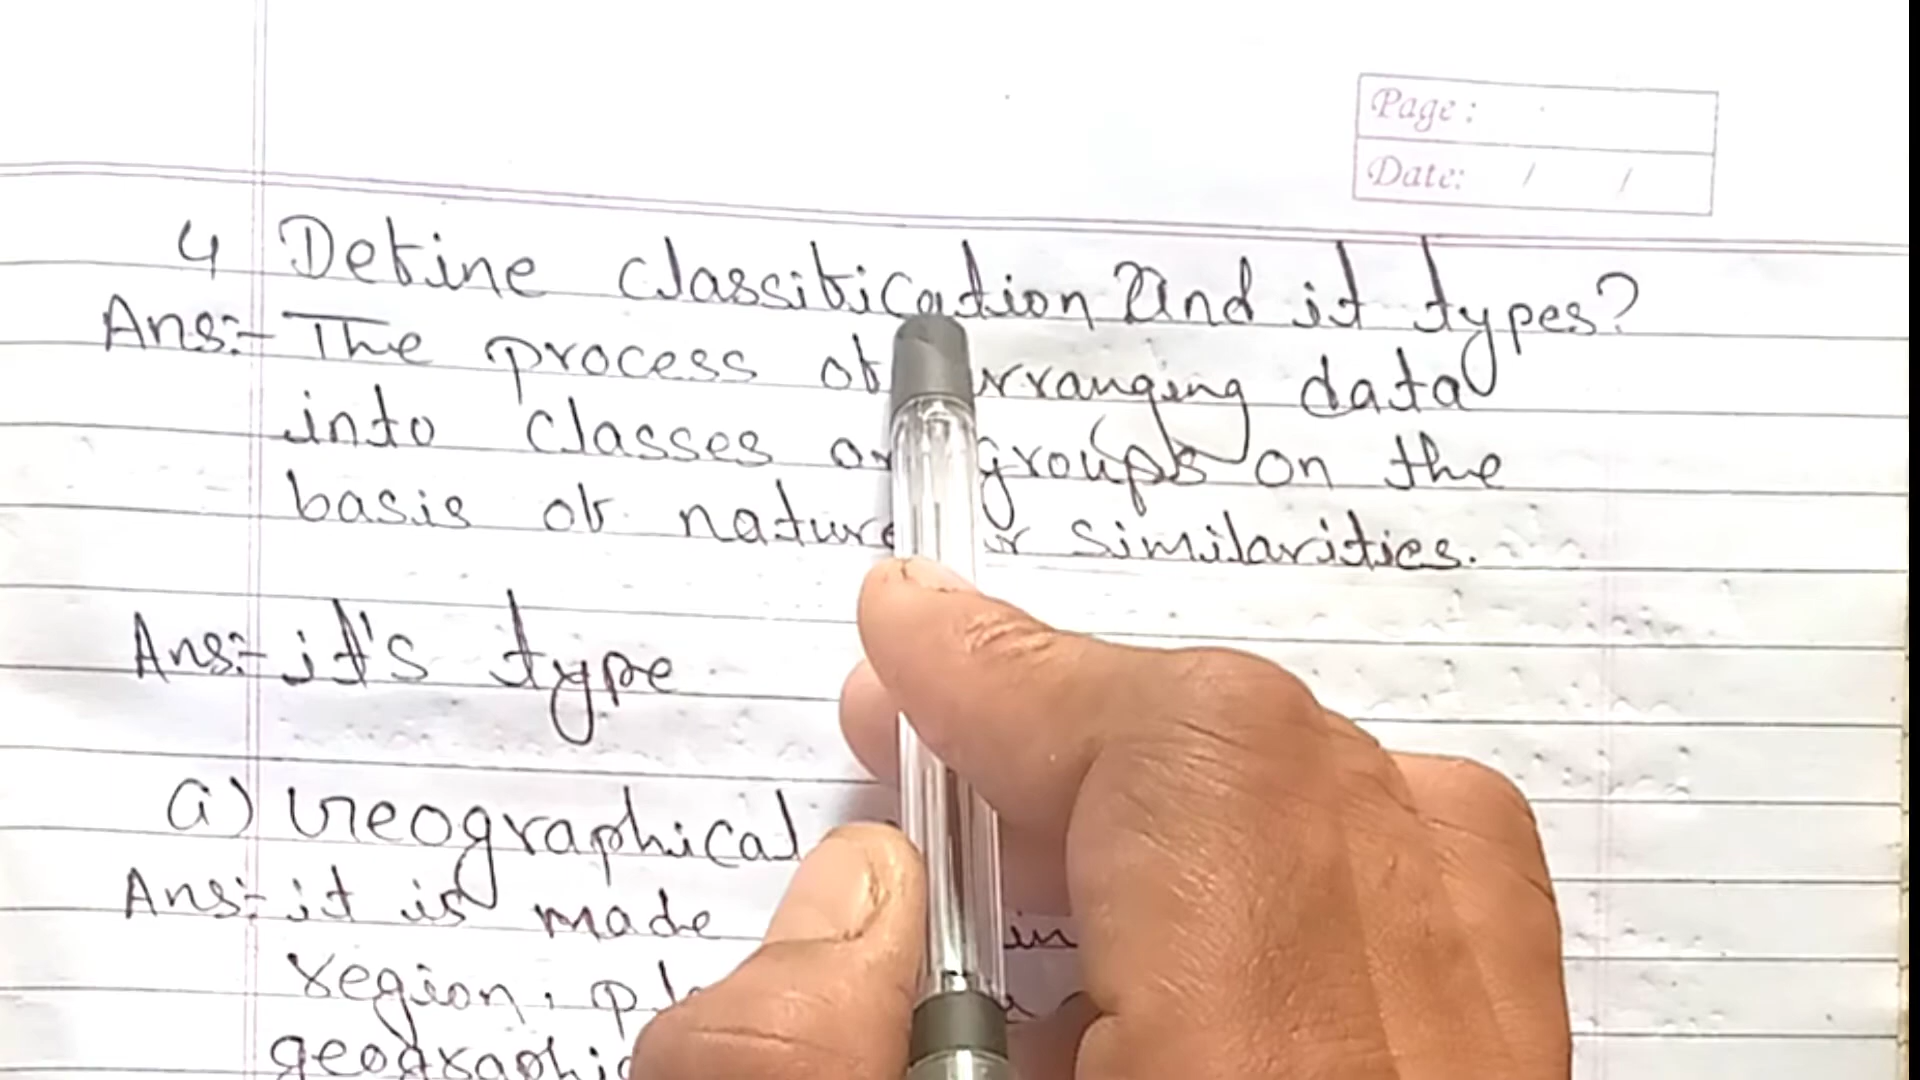 Page:
Date: / /
4 Define classification and it types?
Ans:- The process of arranging data
into classes or groups on the
basis of nature or similarities.
Ans:- it's type
a) Geographical
Ans:- it is made in
region,